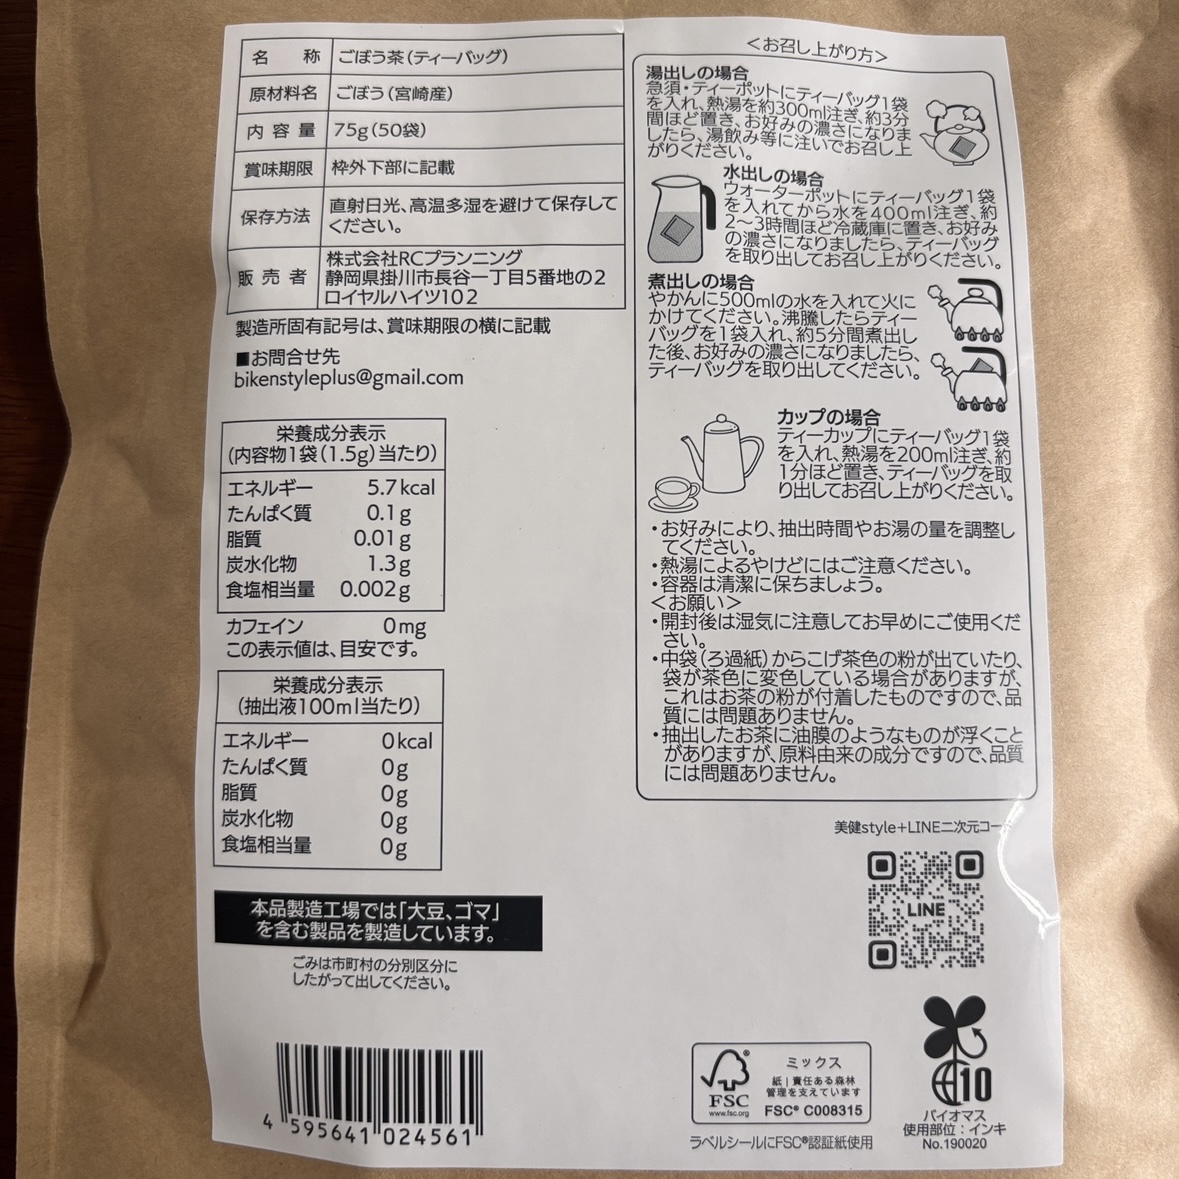 名称 ごぼう茶(ティーバッグ)
原材料名 ごぼう(宮崎産)
内容量 75g(50袋)
賞味期限 枠外下部に記載
保存方法 直射日光、高温多湿を避けて保存して
ください。
販売者 株式会社RCプランニング
静岡県掛川市長谷一丁目5番地の2
ロイヤルハイツ102
製造所固有記号は、賞味期限の横に記載
■お問合せ先
bikenstyleplus@gmail.com
栄養成分表示
(内容物1袋(1.5g)当たり)
エネルギー 5.7kcal
たんぱく質 0.1g
脂質 0.01g
炭水化物 1.3g
食塩相当量 0.002g
カフェイン 0mg
この表示値は、目安です。
栄養成分表示
(抽出液100ml当たり)
エネルギー 0kcal
たんぱく質 0g
脂質 0g
炭水化物 0g
食塩相当量 0g
本品製造工場では「大豆、ゴマ」
を含む製品を製造しています。
ごみは市町村の分別区分に
したがって出してください。
4 595641 024561
<お召し上がり方>
湯出しの場合
急須・ティーポットにティーバッグ1袋
を入れ、熱湯を約300ml注ぎ、約3分
間ほど置き、お好みの濃さになりま
したら、湯飲み等に注いでお召し上
がりください。
水出しの場合
ウォーターポットにティーバッグ1袋
を入れてから水を400ml注ぎ、約
2〜3時間ほど冷蔵庫に置き、お好み
の濃さになりましたら、ティーバッグ
を取り出してお召し上がりください。
煮出しの場合
やかんに500mlの水を入れて火に
かけてください。沸騰したらティー
バッグを1袋入れ、約5分間煮出し
た後、お好みの濃さになりましたら、
ティーバッグを取り出してください。
カップの場合
ティーカップにティーバッグ1袋
を入れ、熱湯を200ml注ぎ、約
1分ほど置き、ティーバッグを取
り出してお召し上がりください。
・お好みにより、抽出時間やお湯の量を調整し
てください。
・熱湯によるやけどにはご注意ください。
・容器は清潔に保ちましょう。
<お願い>
・開封後は湿気に注意してお早めにご使用くだ
さい。
・中袋(ろ過紙)からこげ茶色の粉が出ていたり、
袋が茶色に変色している場合がありますが、
これはお茶の粉が付着したものですので、品
質には問題ありません。
・抽出したお茶に油膜のようなものが浮くこと
がありますが、原料由来の成分ですので、品質
には問題ありません。
美健style+LINE二次元コー
LINE
FSC
www.fsc.org
ミックス
紙|責任ある森林
管理を支えています
FSC® C008315
ラベルシールにFSC®認証紙使用
10
バイオマス
使用部位:インキ
No.190020